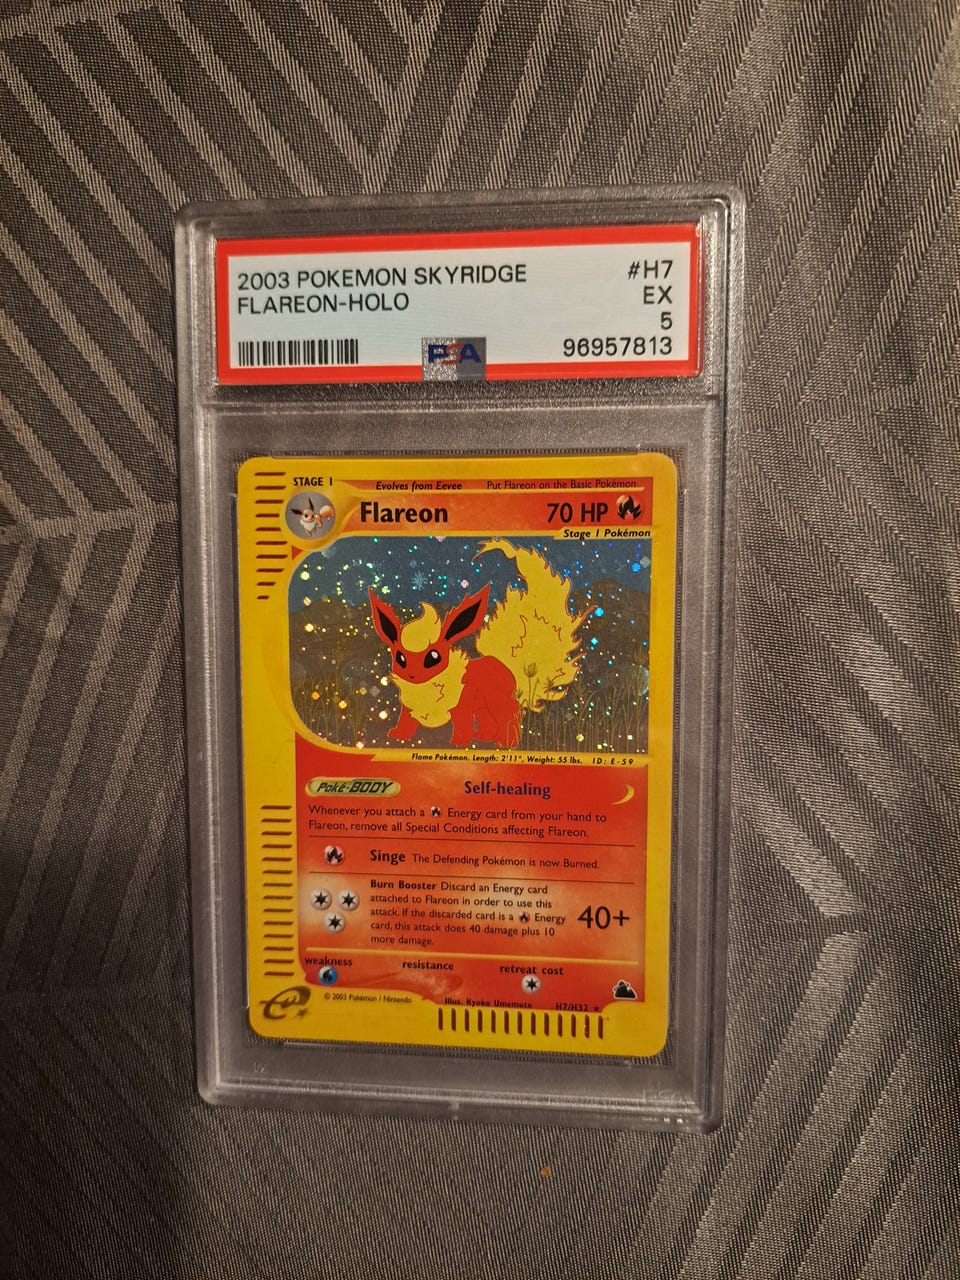 2003 POKEMON SKYRIDGE #H7
FLAREON-HOLO EX
5
PSA 96957813
STAGE 1 Evolves from Eevee Put Flareon on the Basic Pokémon
Flareon 70 HP
Stage 1 Pokémon
Flame Pokémon. Length: 2'11", Weight: 55 lbs. ID: E-59
Poké-BODY Self-healing
Whenever you attach a Energy card from your hand to
Flareon, remove all Special Conditions affecting Flareon.
Singe The Defending Pokémon is now Burned.
Burn Booster Discard an Energy card
attached to Flareon in order to use this
attack. If the discarded card is a Energy
card, this attack does 40 damage plus 10
more damage.
40+
weakness resistance retreat cost
e
© 2003 Pokémon / Nintendo Illus. Kyoko Umemoto H7/H32